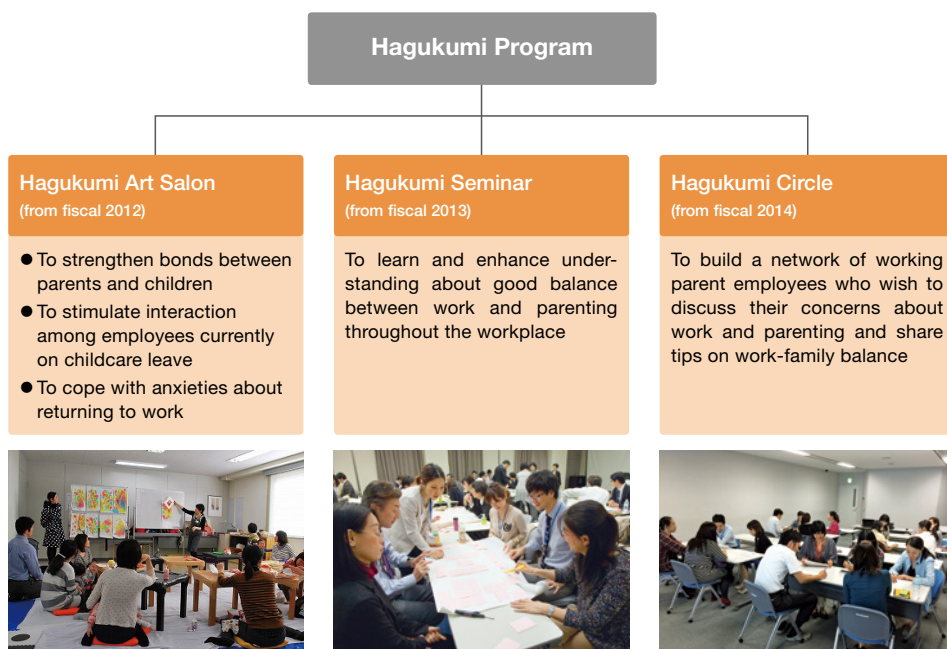 Hagukumi Program
Hagukumi Art Salon
(from fiscal 2012)
● To strengthen bonds between
parents and children
● To stimulate interaction
among employees currently
on childcare leave
● To cope with anxieties about
returning to work
Hagukumi Seminar
(from fiscal 2013)
To learn and enhance under-
standing about good balance
between work and parenting
throughout the workplace
Hagukumi Circle
(from fiscal 2014)
To build a network of working
parent employees who wish to
discuss their concerns about
work and parenting and share
tips on work-family balance